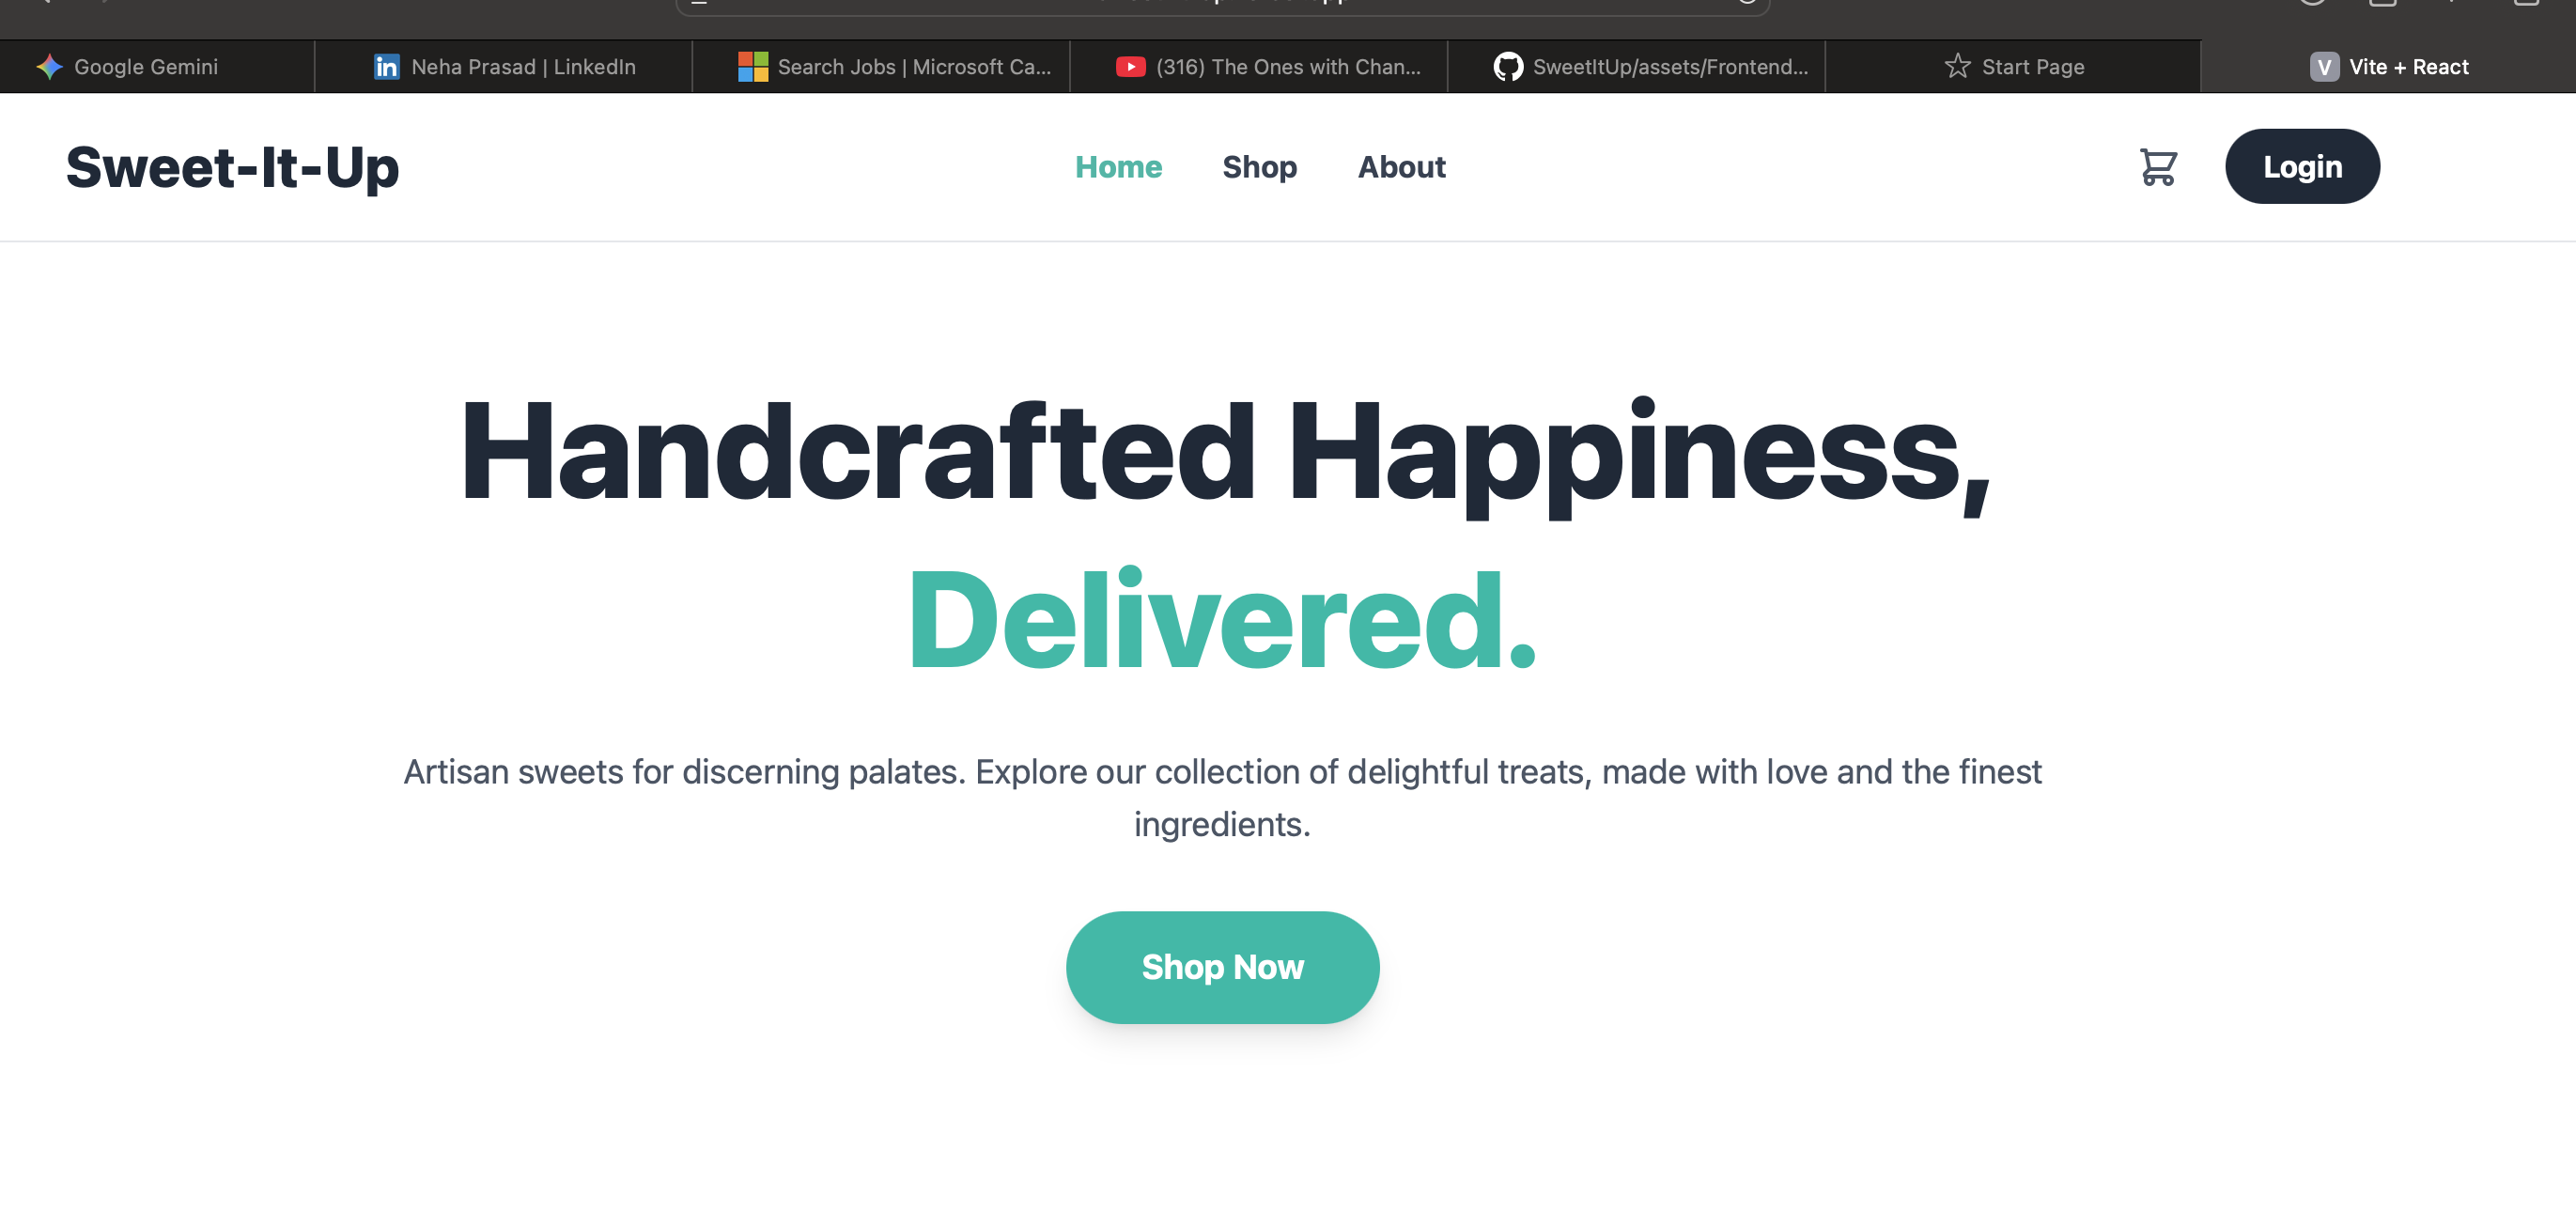 Google Gemini
Neha Prasad | LinkedIn
Search Jobs | Microsoft Ca...
(316) The Ones with Chan...
SweetItUp/assets/Frontend...
Start Page
V Vite + React
Sweet-It-Up
Home
Shop
About
Login
Handcrafted Happiness,
Delivered.
Artisan sweets for discerning palates. Explore our collection of delightful treats, made with love and the finest
ingredients.
Shop Now